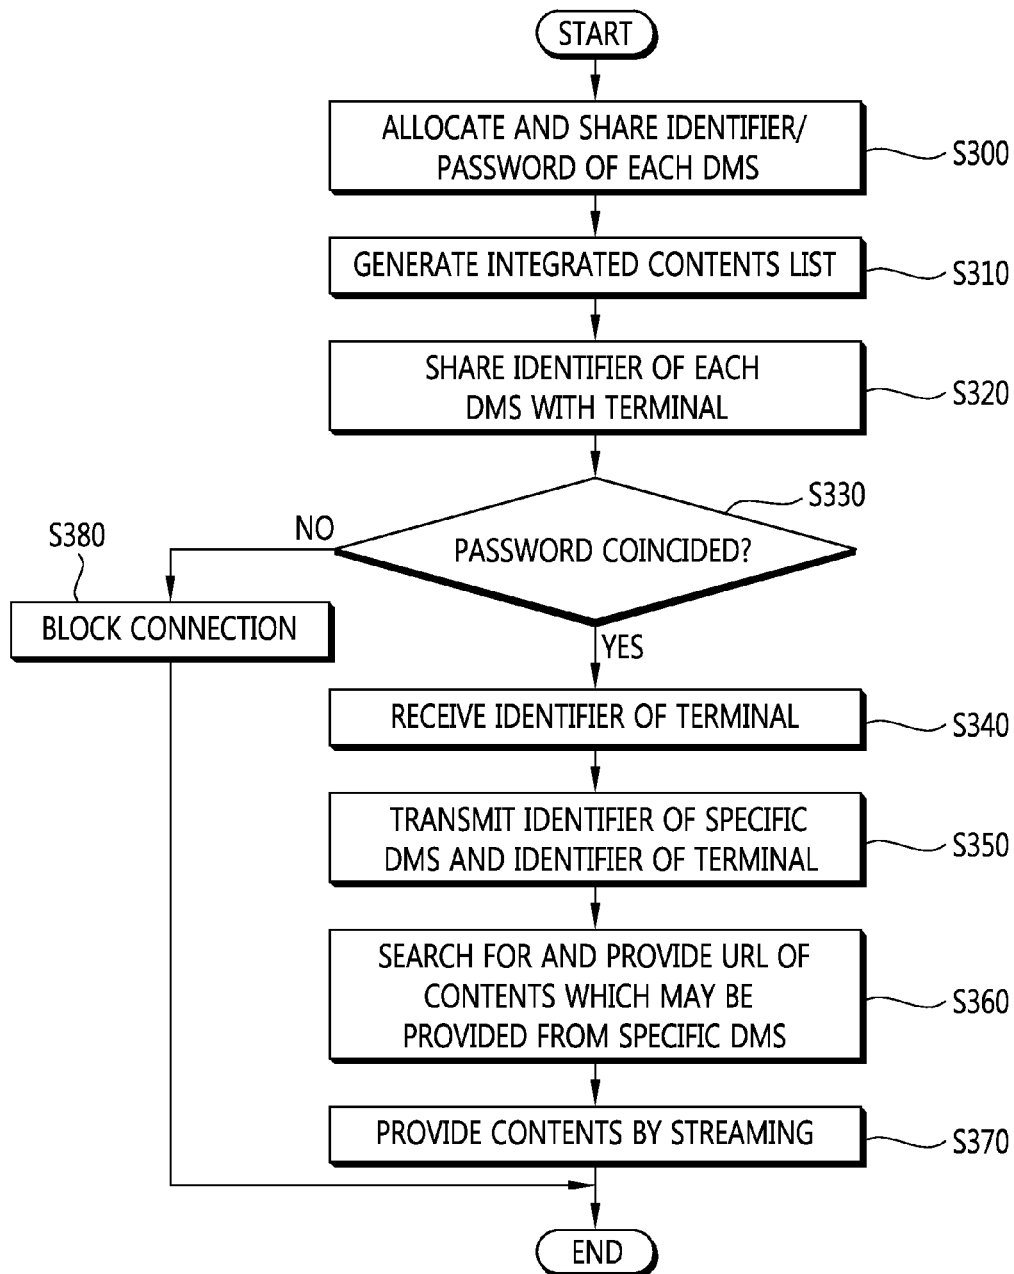 START
ALLOCATE AND SHARE IDENTIFIER/
PASSWORD OF EACH DMS
S300
GENERATE INTEGRATED CONTENTS LIST
S310
SHARE IDENTIFIER OF EACH
DMS WITH TERMINAL
S320
S330
PASSWORD COINCIDED?
NO
S380
BLOCK CONNECTION
YES
RECEIVE IDENTIFIER OF TERMINAL
S340
TRANSMIT IDENTIFIER OF SPECIFIC
DMS AND IDENTIFIER OF TERMINAL
S350
SEARCH FOR AND PROVIDE URL OF
CONTENTS WHICH MAY BE
PROVIDED FROM SPECIFIC DMS
S360
PROVIDE CONTENTS BY STREAMING
S370
END